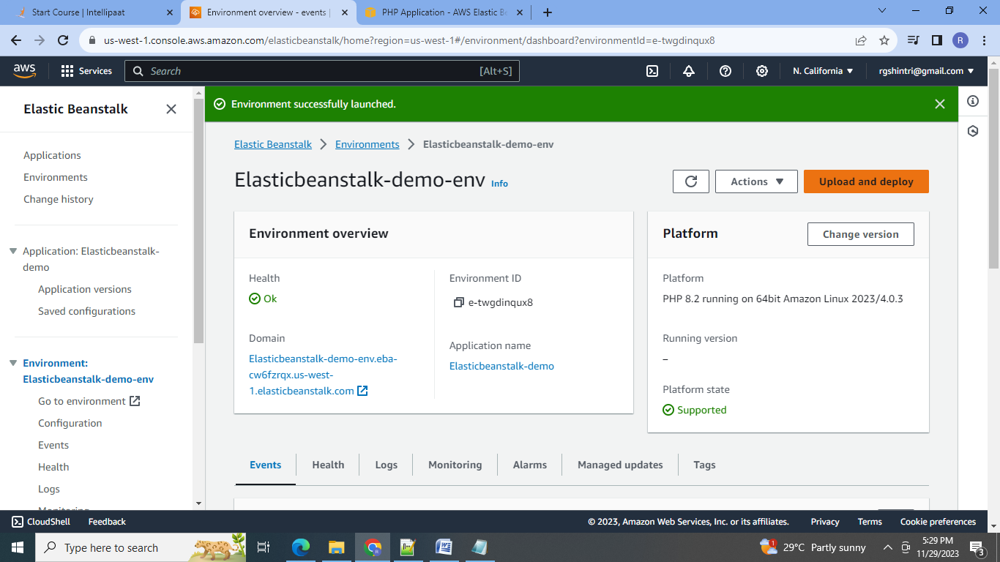 Start Course | Intellipaat
Environment overview - events |
PHP Application - AWS Elastic Be
us-west-1.console.aws.amazon.com/elasticbeanstalk/home?region=us-west-1#/environment/dashboard?environmentId=e-twgdinqux8
R
aws
Services
Search
[Alt+S]
N. California
rgshintri@gmail.com
Elastic Beanstalk
Applications
Environments
Change history
Application: Elasticbeanstalk-
demo
Application versions
Saved configurations
Environment:
Elasticbeanstalk-demo-env
Go to environment
Configuration
Events
Health
Logs
Monitoring
Environment successfully launched.
Elastic Beanstalk
Environments
Elasticbeanstalk-demo-env
Elasticbeanstalk-demo-env
Info
Actions
Upload and deploy
Environment overview
Health
Ok
Domain
Elasticbeanstalk-demo-env.eba-
cw6fzrqx.us-west-
1.elasticbeanstalk.com
Environment ID
e-twgdinqux8
Application name
Elasticbeanstalk-demo
Platform
Change version
Platform
PHP 8.2 running on 64bit Amazon Linux 2023/4.0.3
Running version
–
Platform state
Supported
Events
Health
Logs
Monitoring
Alarms
Managed updates
Tags
CloudShell
Feedback
© 2023, Amazon Web Services, Inc. or its affiliates.
Privacy
Terms
Cookie preferences
Type here to search
1
29°C Partly sunny
5:29 PM
11/29/2023
3